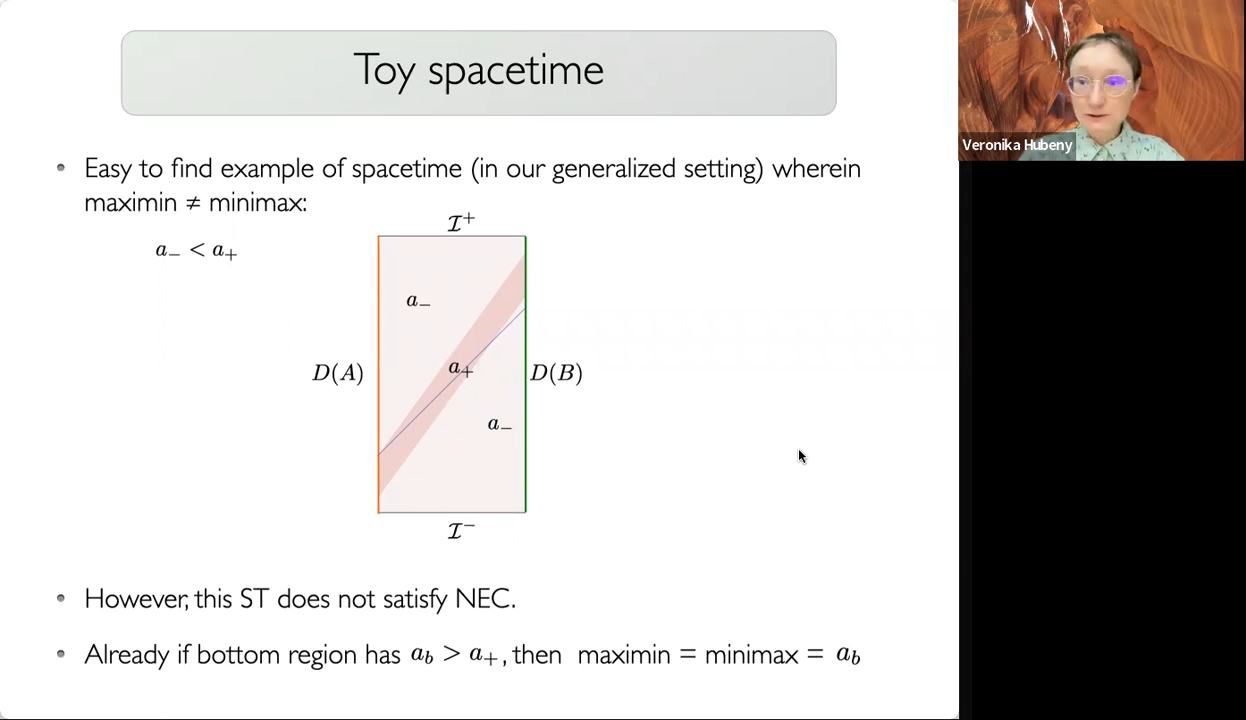 Toy spacetime
Veronika Hubeny
• Easy to find example of spacetime (in our generalized setting) wherein
maximin ≠ minimax:
a₋ < a₊
ℐ⁺
a₋
D(A)
a₊
D(B)
a₋
ℐ⁻
• However, this ST does not satisfy NEC.
• Already if bottom region has a_b > a₊, then maximin = minimax = a_b